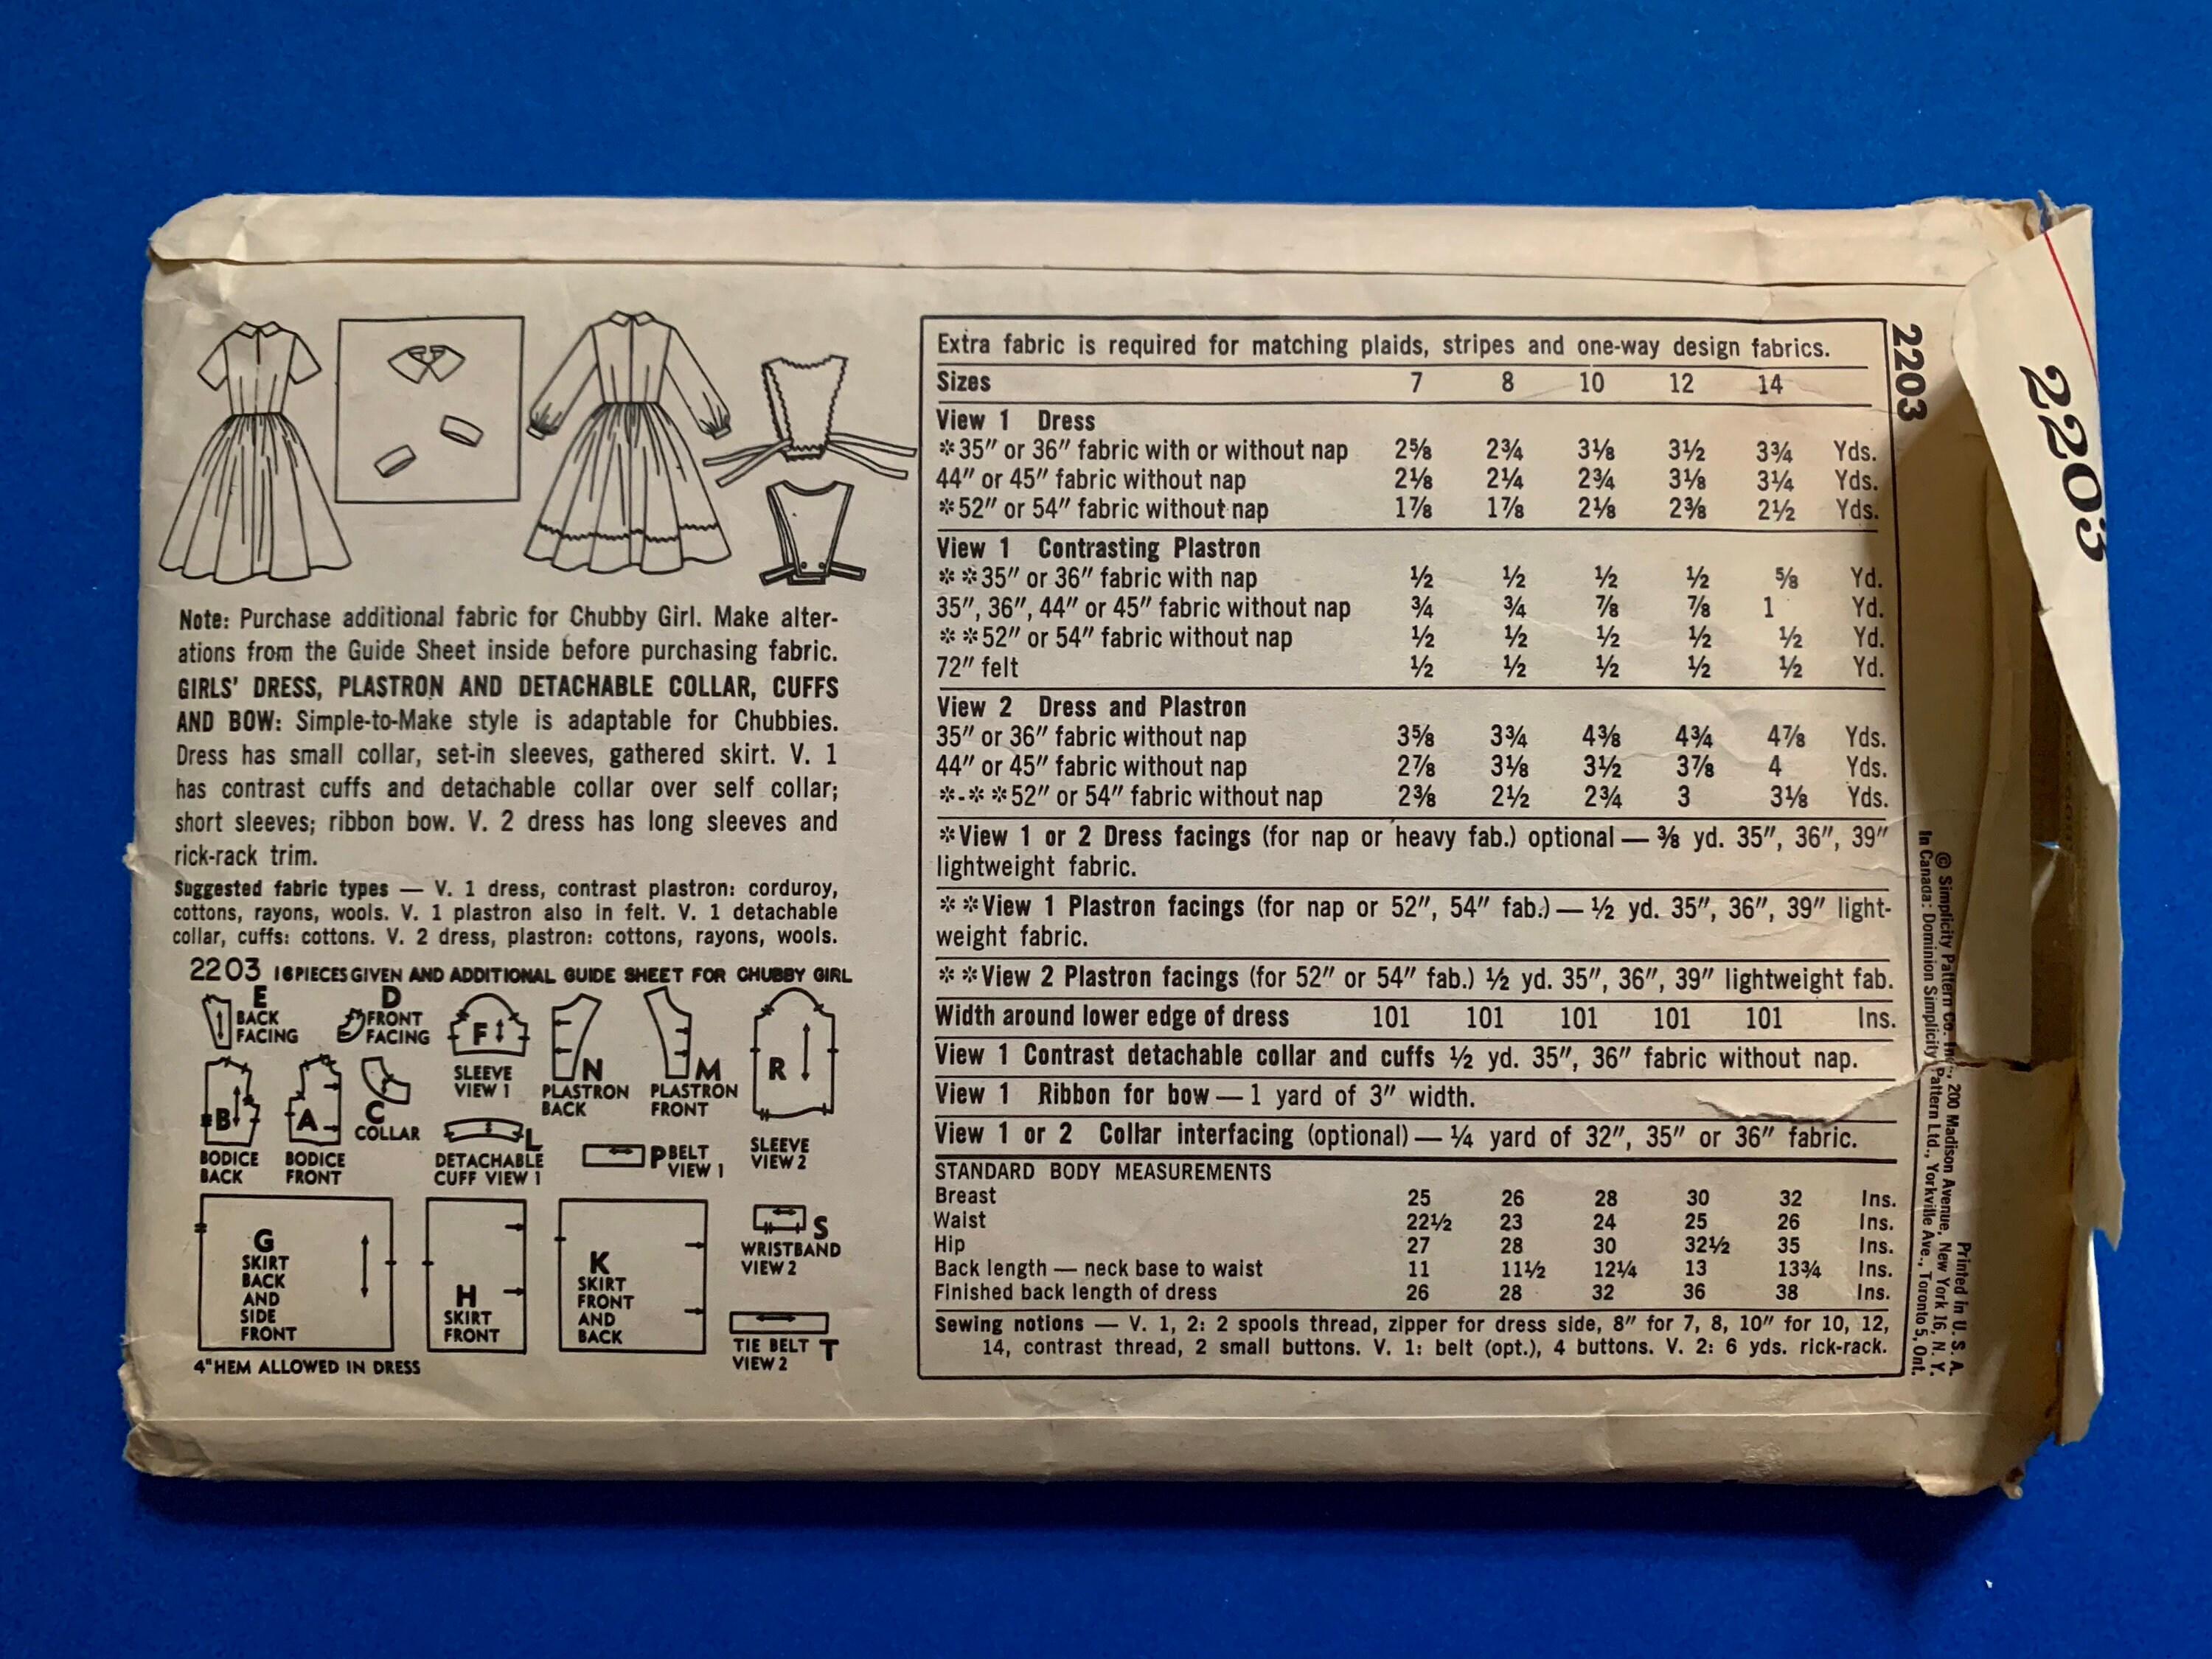 Note: Purchase additional fabric for Chubby Girl. Make alter-
ations from the Guide Sheet inside before purchasing fabric.
GIRLS' DRESS, PLASTRON AND DETACHABLE COLLAR, CUFFS
AND BOW: Simple-to-Make style is adaptable for Chubbies.
Dress has small collar, set-in sleeves, gathered skirt. V. 1
has contrast cuffs and detachable collar over self collar;
short sleeves; ribbon bow. V. 2 dress has long sleeves and
rick-rack trim.
Suggested fabric types — V. 1 dress, contrast plastron: corduroy,
cottons, rayons, wools. V. 1 plastron also in felt. V. 1 detachable
collar, cuffs: cottons. V. 2 dress, plastron: cottons, rayons, wools.
2203 16 PIECES GIVEN AND ADDITIONAL GUIDE SHEET FOR CHUBBY GIRL
E
BACK
FACING
D
FRONT
FACING
F
SLEEVE
VIEW 1
N
PLASTRON
BACK
M
PLASTRON
FRONT
R
SLEEVE
VIEW 2
B
BODICE
BACK
A
BODICE
FRONT
C
COLLAR
L
DETACHABLE
CUFF VIEW 1
P BELT
VIEW 1
G
SKIRT
BACK
AND
SIDE
FRONT
H
SKIRT
FRONT
K
SKIRT
FRONT
AND
BACK
S
WRISTBAND
VIEW 2
TIE BELT T
VIEW 2
4" HEM ALLOWED IN DRESS
Extra fabric is required for matching plaids, stripes and one-way design fabrics.
Sizes 7 8 10 12 14
View 1 Dress
*35" or 36" fabric with or without nap 2⅝ 2¾ 3⅛ 3½ 3¾ Yds.
44" or 45" fabric without nap 2⅛ 2¼ 2¾ 3⅛ 3¼ Yds.
*52" or 54" fabric without nap 1⅞ 1⅞ 2⅛ 2⅜ 2½ Yds.
View 1 Contrasting Plastron
* *35" or 36" fabric with nap ½ ½ ½ ½ ⅝ Yd.
35", 36", 44" or 45" fabric without nap ¾ ¾ ⅞ ⅞ 1 Yd.
* *52" or 54" fabric without nap ½ ½ ½ ½ ½ Yd.
72" felt ½ ½ ½ ½ ½ Yd.
View 2 Dress and Plastron
35" or 36" fabric without nap 3⅝ 3¾ 4⅜ 4¾ 4⅞ Yds.
44" or 45" fabric without nap 2⅞ 3⅛ 3½ 3⅞ 4 Yds.
*-* *52" or 54" fabric without nap 2⅜ 2½ 2¾ 3 3⅛ Yds.
*View 1 or 2 Dress facings (for nap or heavy fab.) optional — ⅜ yd. 35", 36", 39"
lightweight fabric.
* *View 1 Plastron facings (for nap or 52", 54" fab.) — ½ yd. 35", 36", 39" light-
weight fabric.
* *View 2 Plastron facings (for 52" or 54" fab.) ½ yd. 35", 36", 39" lightweight fab.
Width around lower edge of dress 101 101 101 101 101 Ins.
View 1 Contrast detachable collar and cuffs ½ yd. 35", 36" fabric without nap.
View 1 Ribbon for bow — 1 yard of 3" width.
View 1 or 2 Collar interfacing (optional) — ¼ yard of 32", 35" or 36" fabric.
STANDARD BODY MEASUREMENTS
Breast 25 26 28 30 32 Ins.
Waist 22½ 23 24 25 26 Ins.
Hip 27 28 30 32½ 35 Ins.
Back length — neck base to waist 11 11½ 12¼ 13 13¾ Ins.
Finished back length of dress 26 28 32 36 38 Ins.
Sewing notions — V. 1, 2: 2 spools thread, zipper for dress side, 8" for 7, 8, 10" for 10, 12,
14, contrast thread, 2 small buttons. V. 1: belt (opt.), 4 buttons. V. 2: 6 yds. rick-rack.
2203
Printed in U. S. A.
© Simplicity Pattern Co. Inc., 200 Madison Avenue, New York 16, N. Y.
In Canada: Dominion Simplicity Pattern Ltd., Yorkville Ave., Toronto 5, Ont.
2203